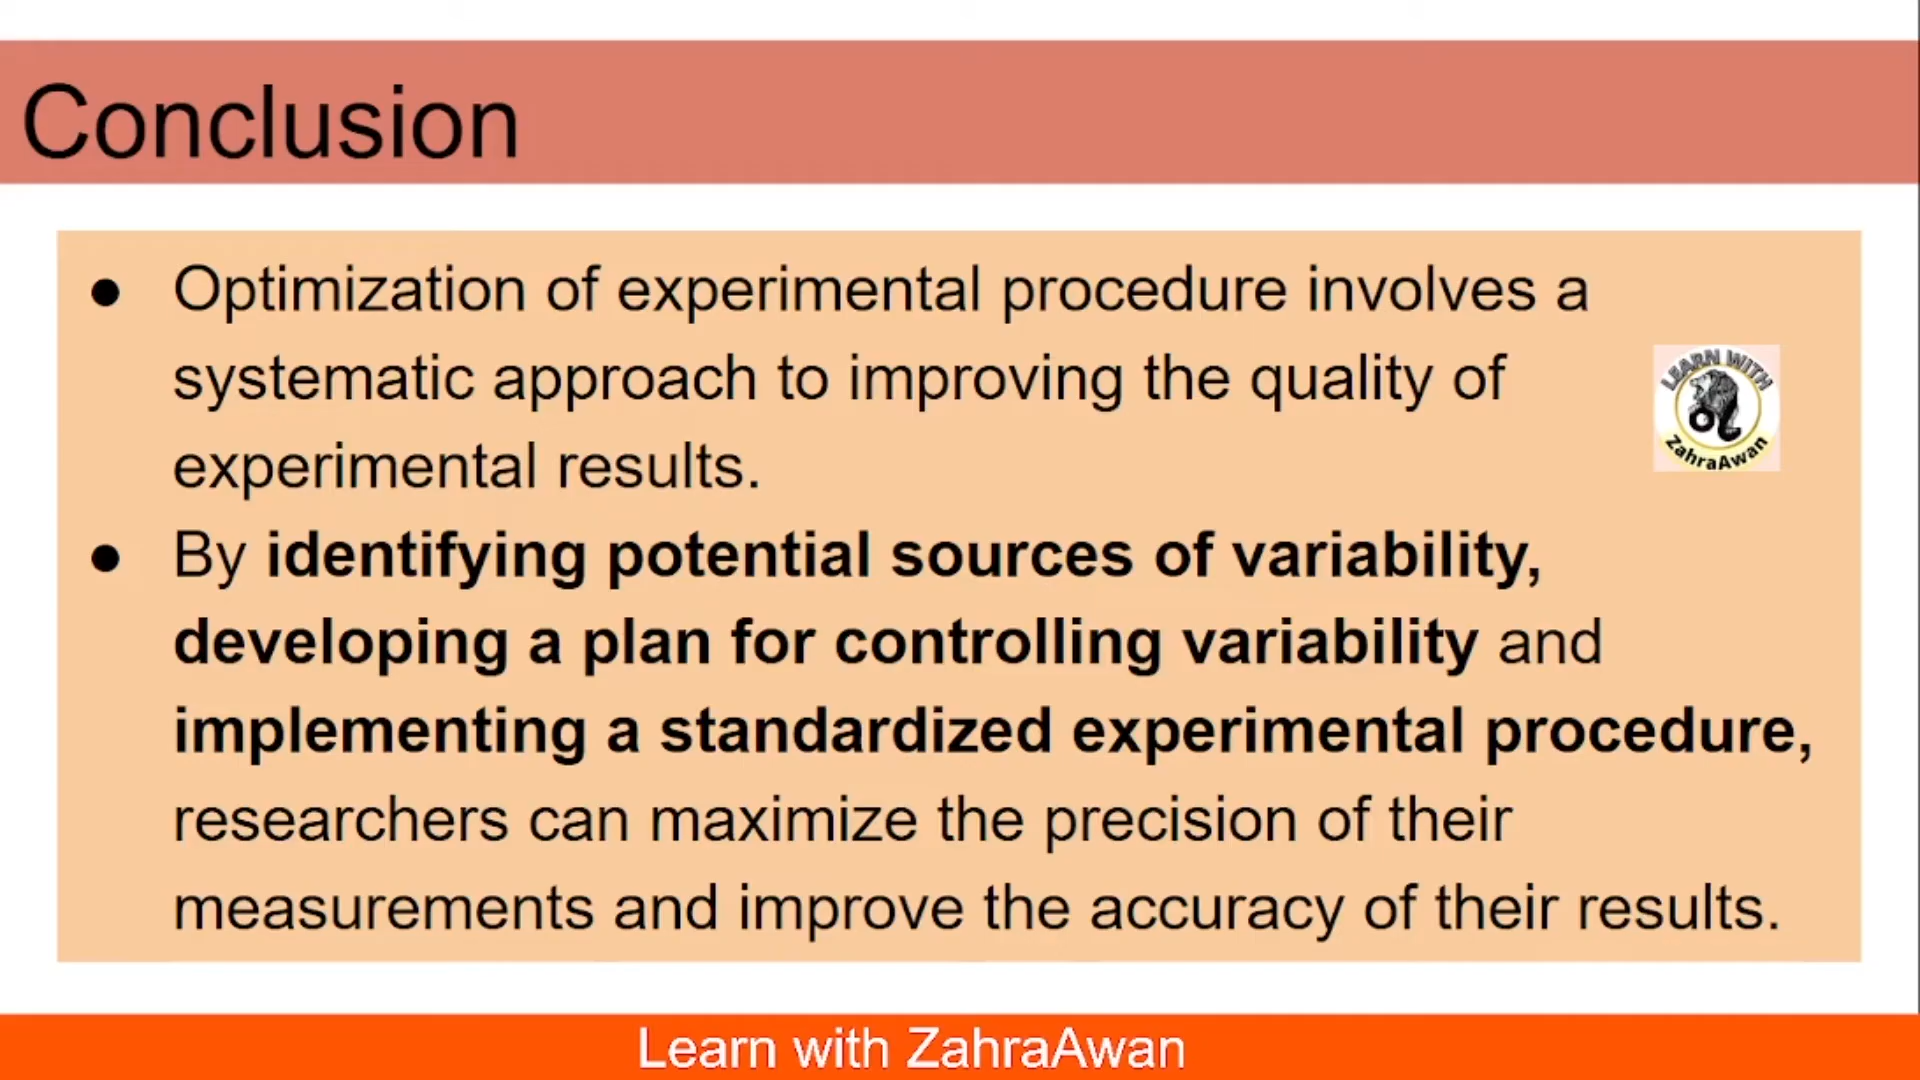 Conclusion
● Optimization of experimental procedure involves a
systematic approach to improving the quality of
experimental results.
LEARN WITH
ZahraAwan
● By identifying potential sources of variability,
developing a plan for controlling variability and
implementing a standardized experimental procedure,
researchers can maximize the precision of their
measurements and improve the accuracy of their results.
Learn with ZahraAwan